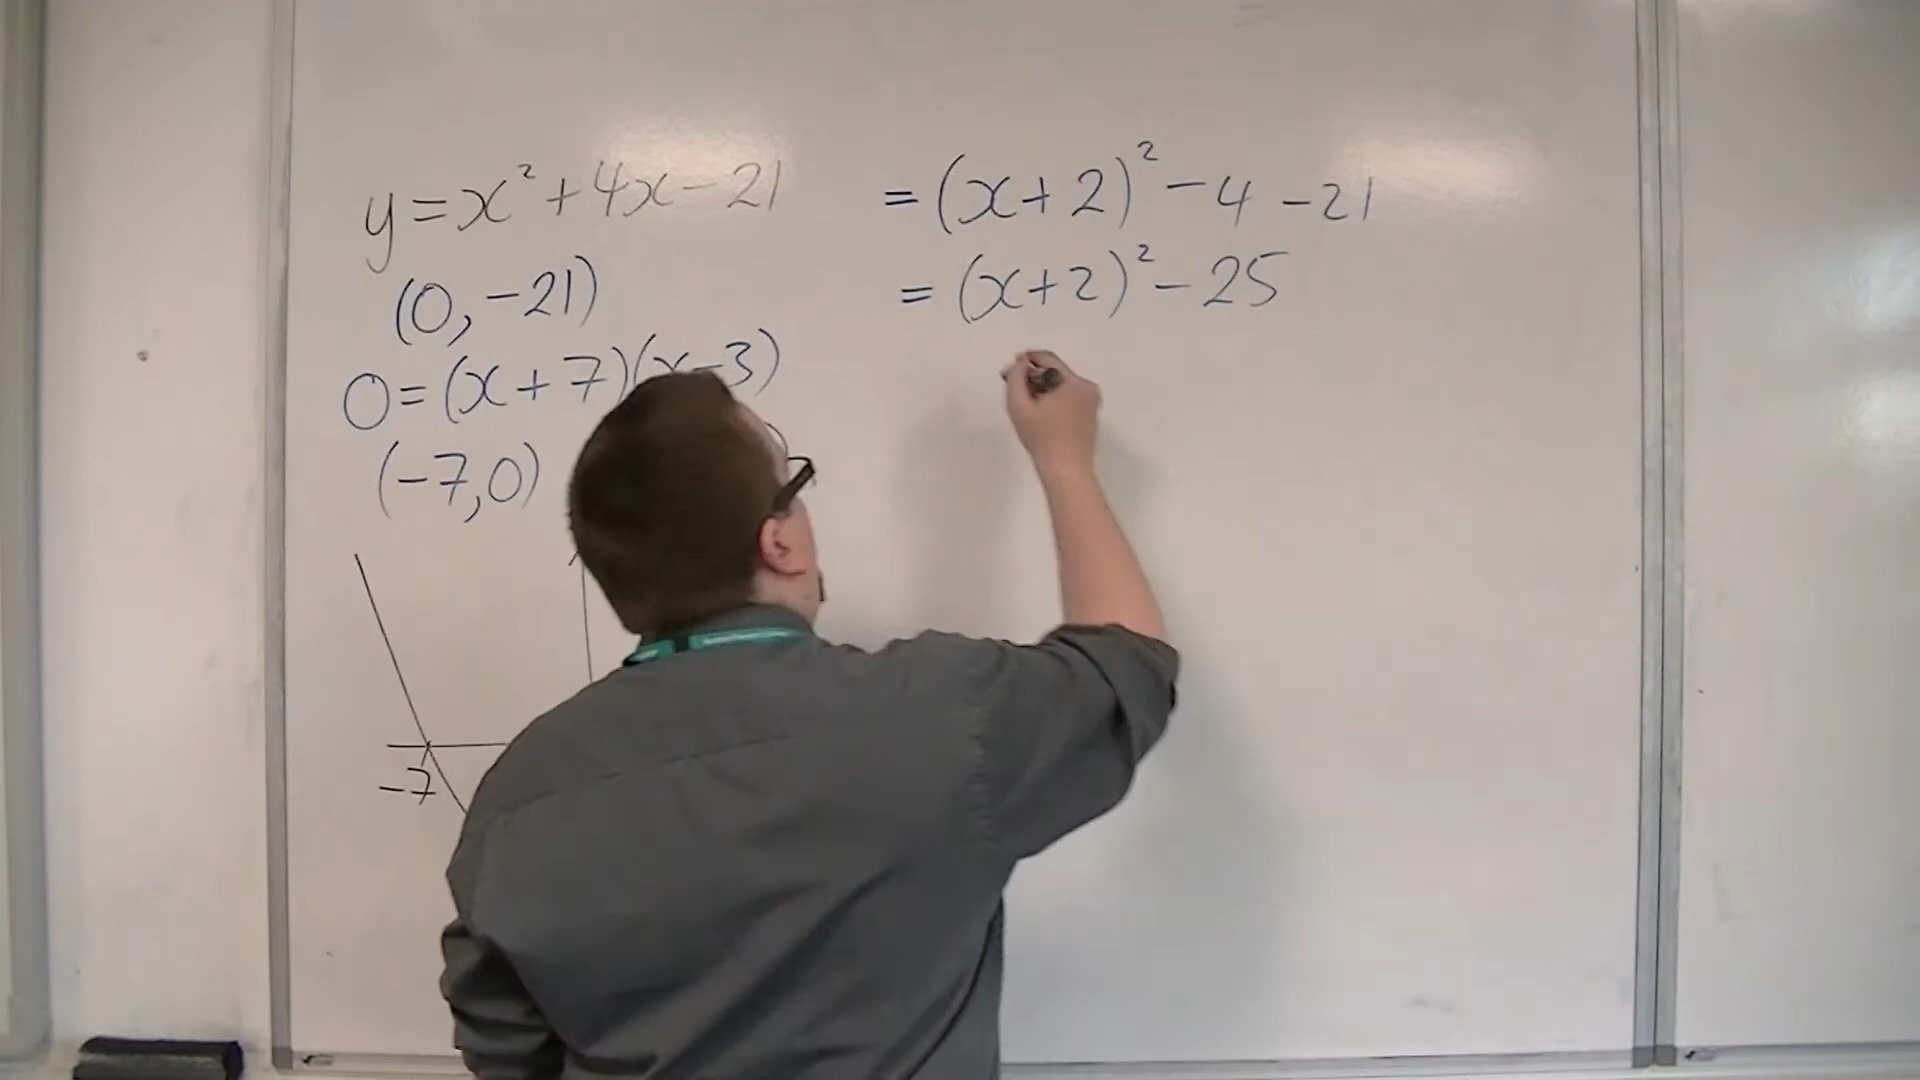 y = x² + 4x - 21
(0, -21)
0 = (x + 7)(x - 3)
(-7, 0)
-7
= (x + 2)² - 4 - 21
= (x + 2)² - 25